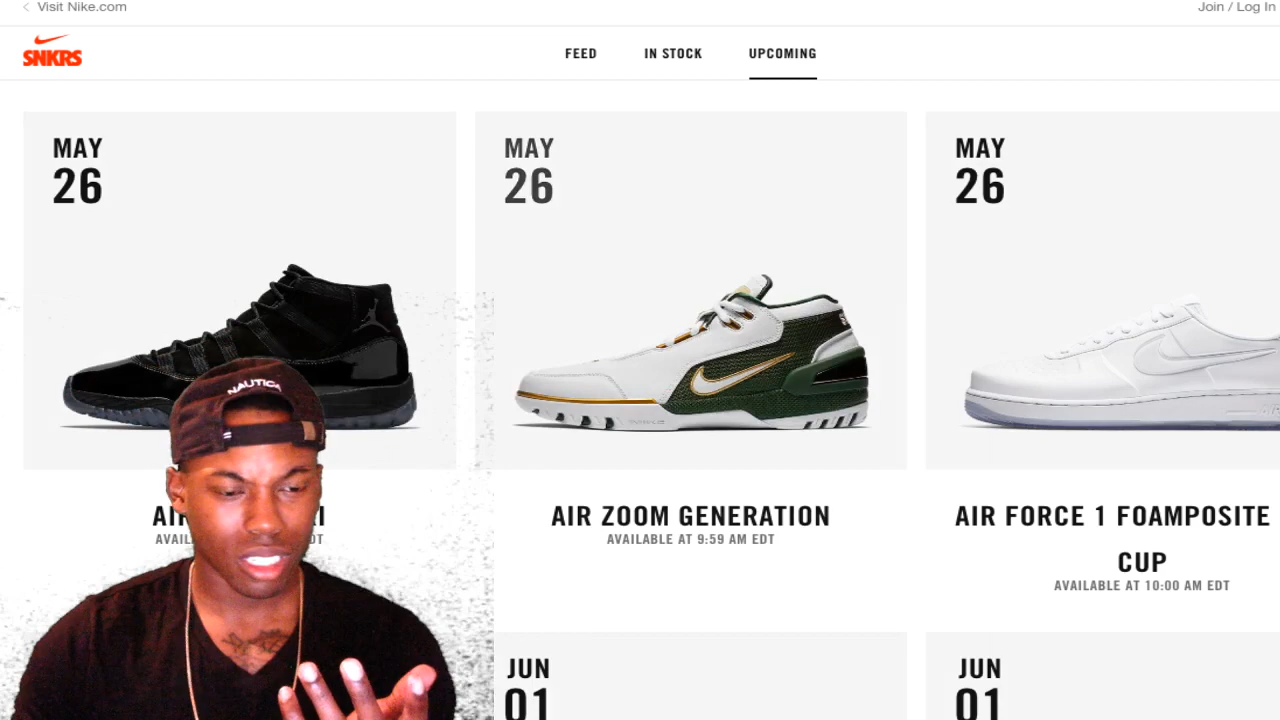 Visit Nike.com
Join / Log In
SNKRS
FEED
IN STOCK
UPCOMING
MAY
26
MAY
26
MAY
26
NAUTICA
AIR ZOOM GENERATION
AVAILABLE AT 9:59 AM EDT
AIR FORCE 1 FOAMPOSITE
CUP
AVAILABLE AT 10:00 AM EDT
JUN
01
JUN
01